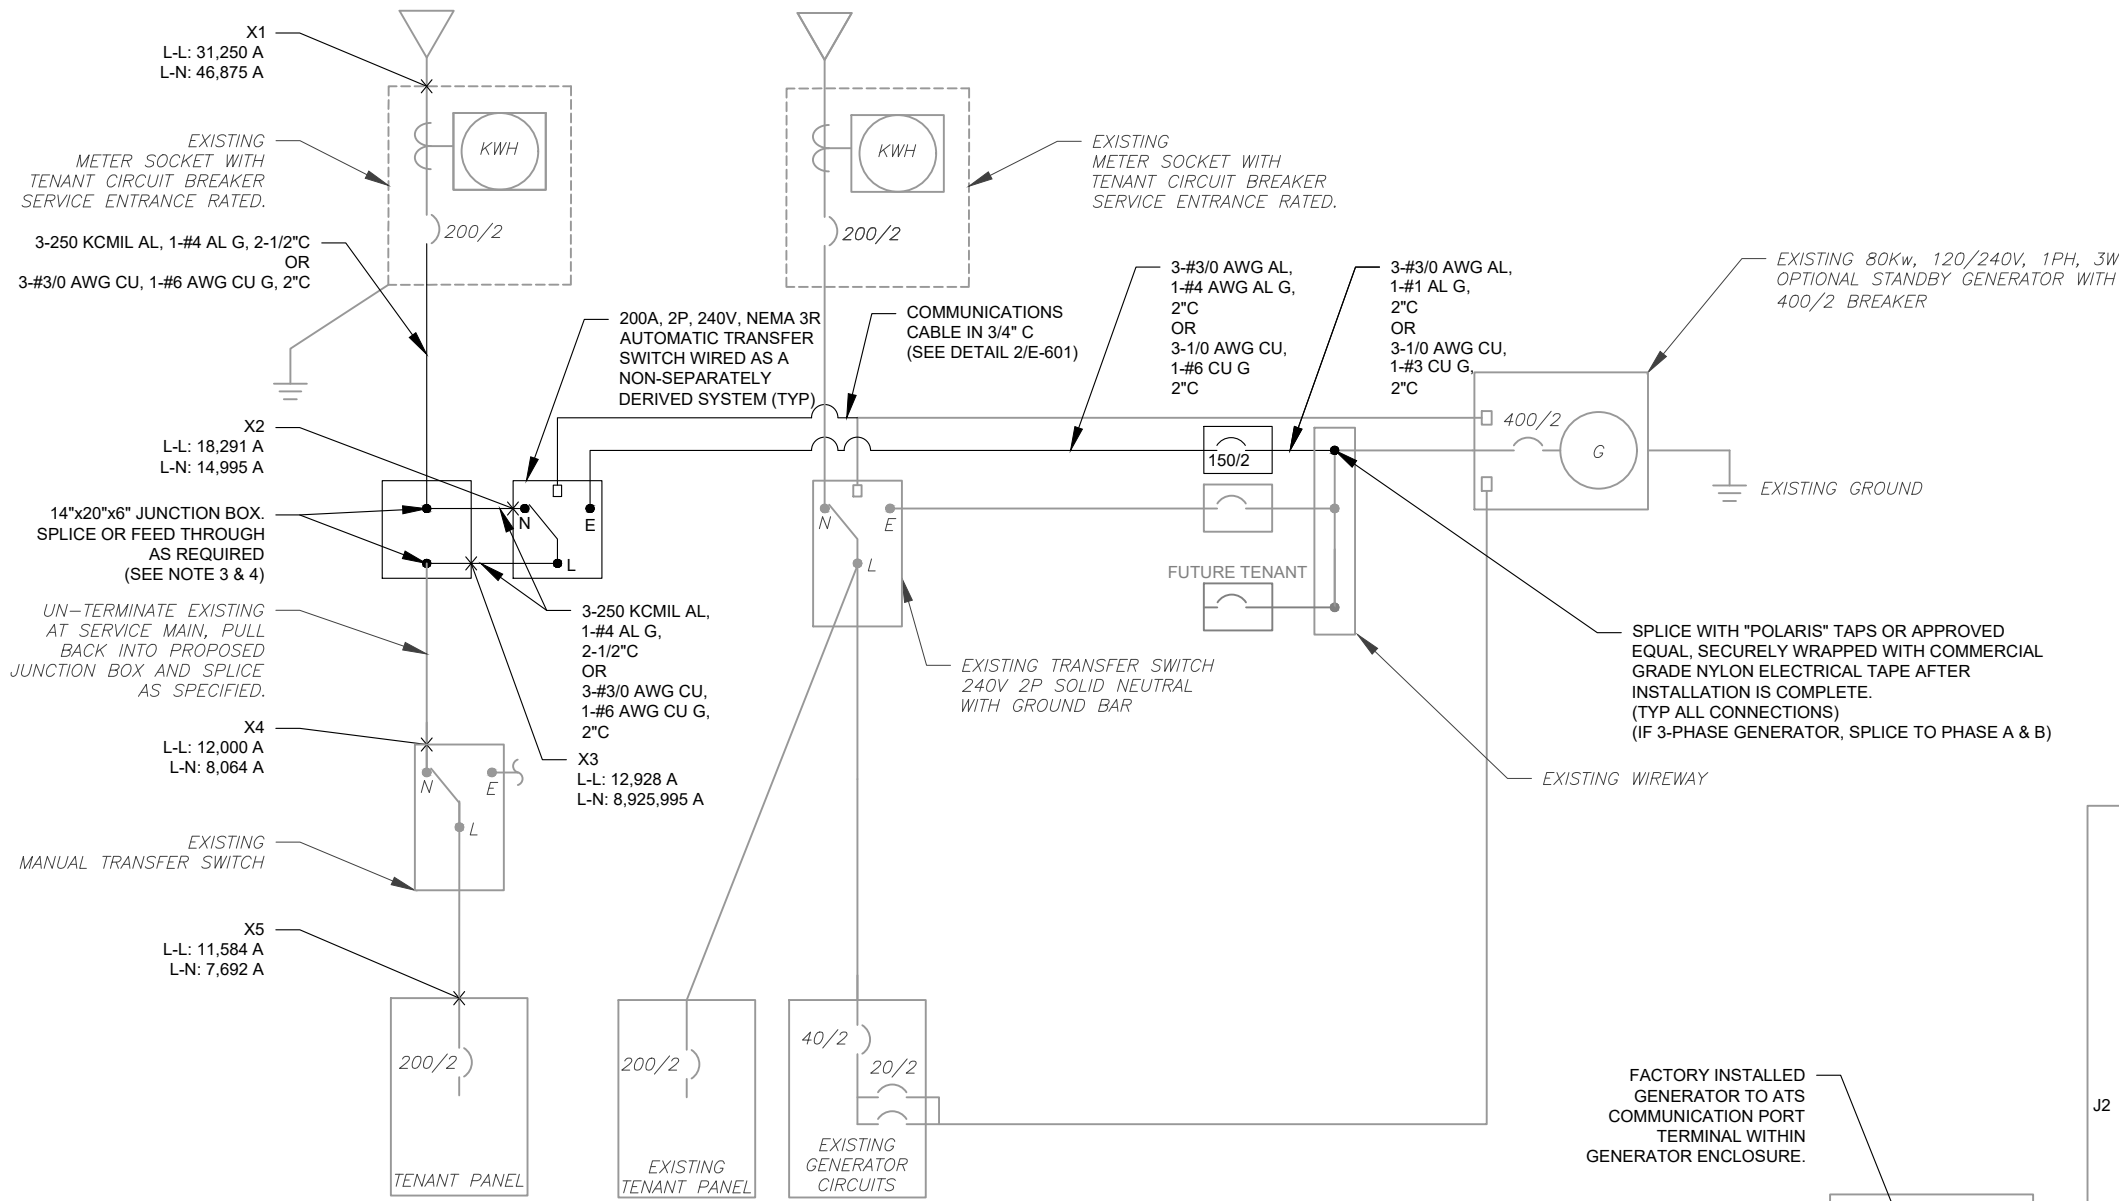 X1
L-L: 31,250 A
L-N: 46,875 A
EXISTING
METER SOCKET WITH
TENANT CIRCUIT BREAKER
SERVICE ENTRANCE RATED.
KWH
200/2
3-250 KCMIL AL, 1-#4 AL G, 2-1/2"C
OR
3-#3/0 AWG CU, 1-#6 AWG CU G, 2"C
KWH
200/2
EXISTING
METER SOCKET WITH
TENANT CIRCUIT BREAKER
SERVICE ENTRANCE RATED.
200A, 2P, 240V, NEMA 3R
AUTOMATIC TRANSFER
SWITCH WIRED AS A
NON-SEPARATELY
DERIVED SYSTEM (TYP)
COMMUNICATIONS
CABLE IN 3/4" C
(SEE DETAIL 2/E-601)
3-#3/0 AWG AL,
1-#4 AWG AL G,
2"C
OR
3-1/0 AWG CU,
1-#6 CU G
2"C
3-#3/0 AWG AL,
1-#1 AL G,
2"C
OR
3-1/0 AWG CU,
1-#3 CU G,
2"C
EXISTING 80Kw, 120/240V, 1PH, 3W
OPTIONAL STANDBY GENERATOR WITH
400/2 BREAKER
400/2
G
EXISTING GROUND
150/2
FUTURE TENANT
X2
L-L: 18,291 A
L-N: 14,995 A
14"x20"x6" JUNCTION BOX.
SPLICE OR FEED THROUGH
AS REQUIRED
(SEE NOTE 3 & 4)
N
E
L
N
E
L
UN-TERMINATE EXISTING
AT SERVICE MAIN, PULL
BACK INTO PROPOSED
JUNCTION BOX AND SPLICE
AS SPECIFIED.
3-250 KCMIL AL,
1-#4 AL G,
2-1/2"C
OR
3-#3/0 AWG CU,
1-#6 AWG CU G,
2"C
X3
L-L: 12,928 A
L-N: 8,925,995 A
EXISTING TRANSFER SWITCH
240V 2P SOLID NEUTRAL
WITH GROUND BAR
SPLICE WITH "POLARIS" TAPS OR APPROVED
EQUAL, SECURELY WRAPPED WITH COMMERCIAL
GRADE NYLON ELECTRICAL TAPE AFTER
INSTALLATION IS COMPLETE.
(TYP ALL CONNECTIONS)
(IF 3-PHASE GENERATOR, SPLICE TO PHASE A & B)
EXISTING WIREWAY
X4
L-L: 12,000 A
L-N: 8,064 A
N
E
L
EXISTING
MANUAL TRANSFER SWITCH
X5
L-L: 11,584 A
L-N: 7,692 A
200/2
TENANT PANEL
200/2
EXISTING
TENANT PANEL
40/2
20/2
EXISTING
GENERATOR
CIRCUITS
FACTORY INSTALLED
GENERATOR TO ATS
COMMUNICATION PORT
TERMINAL WITHIN
GENERATOR ENCLOSURE.
J2